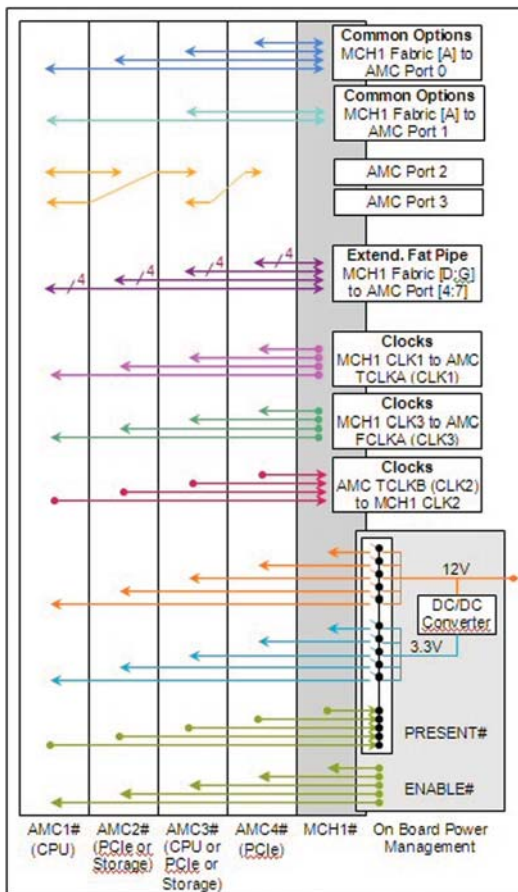 Common Options
MCH1 Fabric [A] to
AMC Port 0
Common Options
MCH1 Fabric [A] to
AMC Port 1
AMC Port 2
AMC Port 3
4
4
4
4
Extend. Fat Pipe
MCH1 Fabric [D:G]
to AMC Port [4:7]
Clocks
MCH1 CLK1 to AMC
TCLKA (CLK1)
Clocks
MCH1 CLK3 to AMC
FCLKA (CLK3)
Clocks
AMC TCLKB (CLK2)
to MCH1 CLK2
12V
DC/DC
Converter
3.3V
PRESENT#
ENABLE#
AMC1#
(CPU)
AMC2#
(PCIe or
Storage)
AMC3#
(CPU or
PCIe or
Storage)
AMC4#
(PCIe)
MCH1#
On Board Power
Management